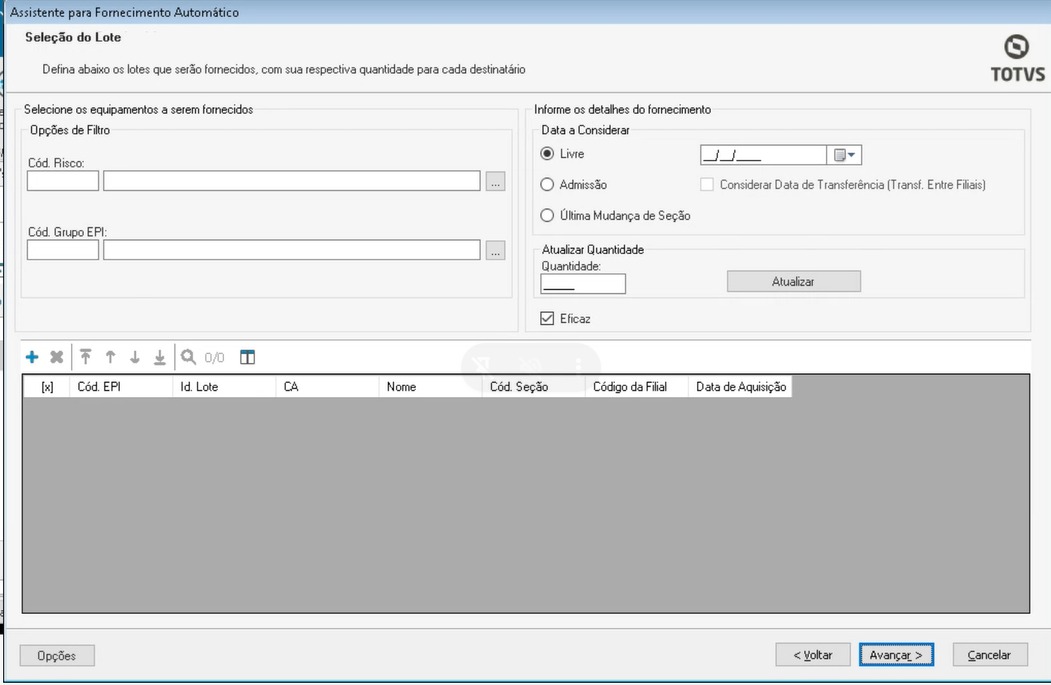 Assistente para Fornecimento Automático
Seleção do Lote
Defina abaixo os lotes que serão fornecidos, com sua respectiva quantidade para cada destinatário
TOTVS
Selecione os equipamentos a serem fornecidos
Opções de Filtro
Cód. Risco:
...
Cód. Grupo EPI:
...
Informe os detalhes do fornecimento
Data a Considerar
Livre __/__/____
Admissão Considerar Data de Transferência (Transf. Entre Filiais)
Última Mudança de Seção
Atualizar Quantidade
Quantidade:
_____ Atualizar
Eficaz
0/0
[x] Cód. EPI Id. Lote CA Nome Cód. Seção Código da Filial Data de Aquisição
Opções < Voltar Avançar > Cancelar